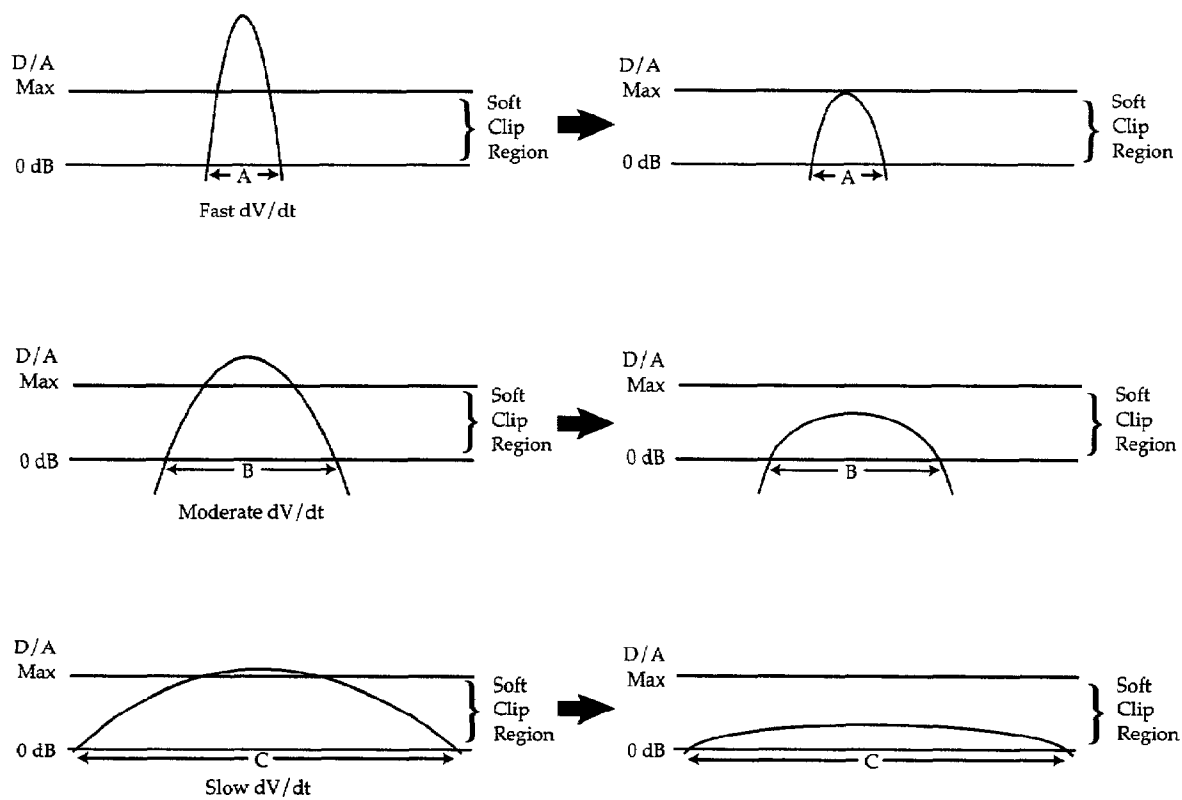 D/A
Max
0 dB
A
Fast dV/dt
Soft
Clip
Region
D/A
Max
0 dB
A
Soft
Clip
Region
D/A
Max
0 dB
B
Moderate dV/dt
Soft
Clip
Region
D/A
Max
0 dB
B
Soft
Clip
Region
D/A
Max
0 dB
C
Slow dV/dt
Soft
Clip
Region
D/A
Max
0 dB
C
Soft
Clip
Region